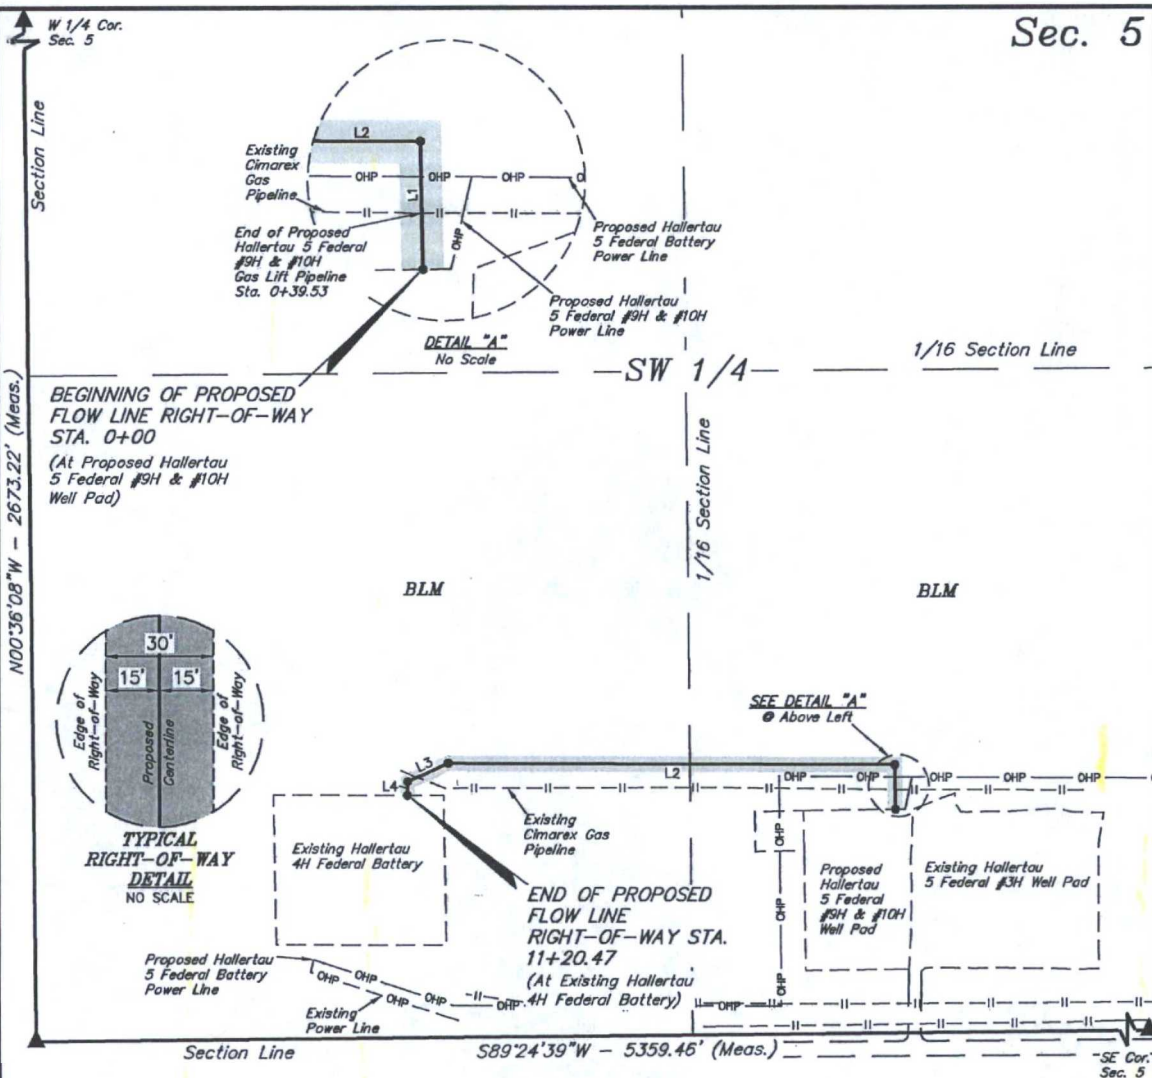 W 1/4 Cor.
Sec. 5
Sec. 5
Section Line
L2
Existing
Cimarex
Gas
Pipeline
OHP
OHP
OHP
L1
OHP
End of Proposed
Hallertau 5 Federal
#9H & #10H
Gas Lift Pipeline
Sta. 0+39.53
Proposed Hallertau
5 Federal Battery
Power Line
Proposed Hallertau
5 Federal #9H & #10H
Power Line
DETAIL "A"
No Scale
1/16 Section Line
SW 1/4
BEGINNING OF PROPOSED
FLOW LINE RIGHT-OF-WAY
STA. 0+00
(At Proposed Hallertau
5 Federal #9H & #10H
Well Pad)
N00°36'08"W - 2673.22' (Meas.)
1/16 Section Line
BLM
BLM
30'
15'
15'
Edge of
Right-of-Way
Proposed
Centerline
Edge of
Right-of-Way
TYPICAL
RIGHT-OF-WAY
DETAIL
NO SCALE
SEE DETAIL "A"
@ Above Left
L3
L2
L4
OHP
OHP
OHP
OHP
OHP
OHP
OHP
OHP
OHP
Existing
Cimarex Gas
Pipeline
Existing Hallertau
4H Federal Battery
Proposed
Hallertau
5 Federal
#9H & #10H
Well Pad
Existing Hallertau
5 Federal #3H Well Pad
END OF PROPOSED
FLOW LINE
RIGHT-OF-WAY STA.
11+20.47
(At Existing Hallertau
4H Federal Battery)
Proposed Hallertau
5 Federal Battery
Power Line
OHP
OHP
OHP
OHP
OHP
OHP
Existing
Power Line
Section Line
S89°24'39"W - 5359.46' (Meas.)
SE Cor.
Sec. 5